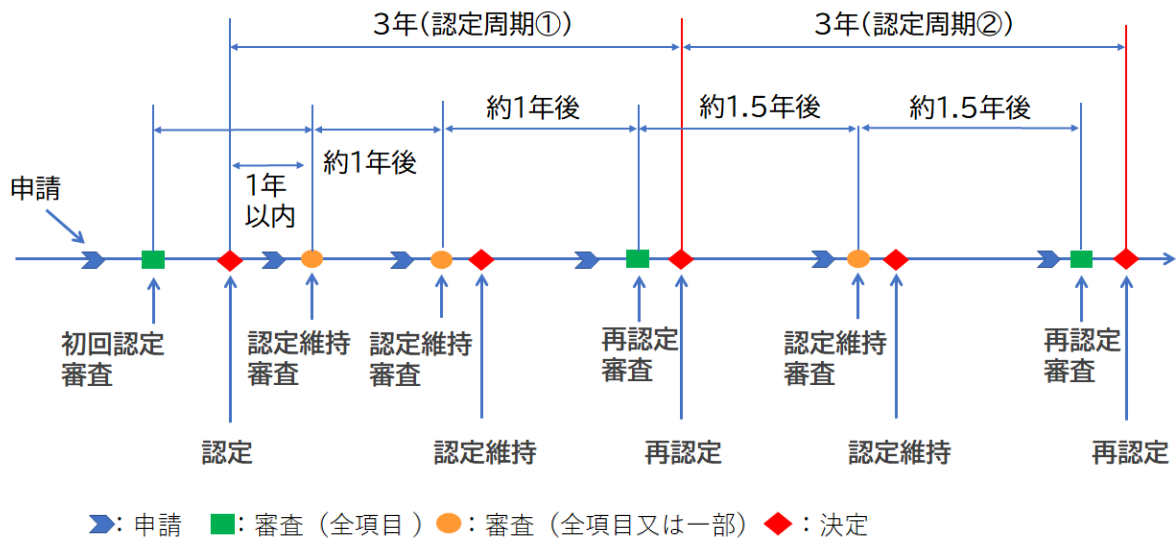 3年(認定周期①)
3年(認定周期②)
約1年後
約1.5年後
約1.5年後
約1年後
1年
以内
申請
初回認定
審査
認定維持
審査
認定維持
審査
再認定
審査
認定維持
審査
再認定
審査
認定
認定維持
再認定
認定維持
再認定
：申請 ：審査（全項目 ） ：審査（全項目又は一部） ：決定